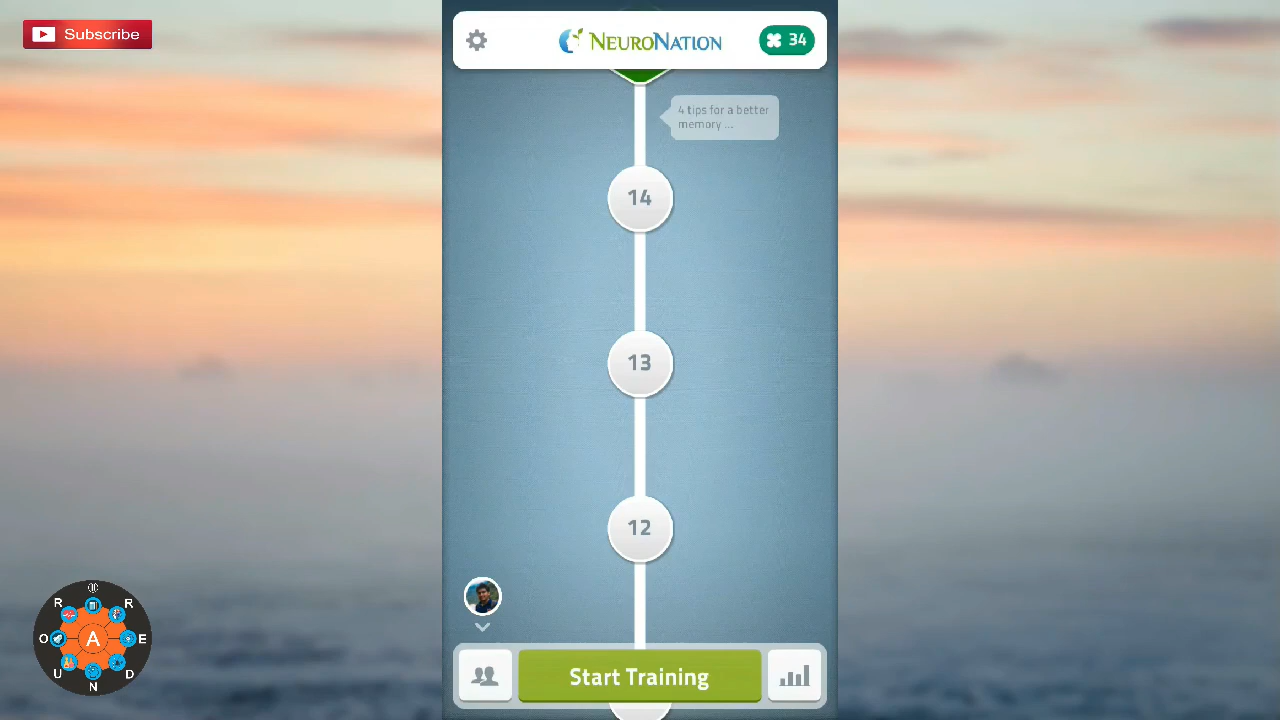 Subscribe
NEURONATION
34
4 tips for a better
memory ...
14
13
12
Start Training
R
R
O
A
E
U
D
N